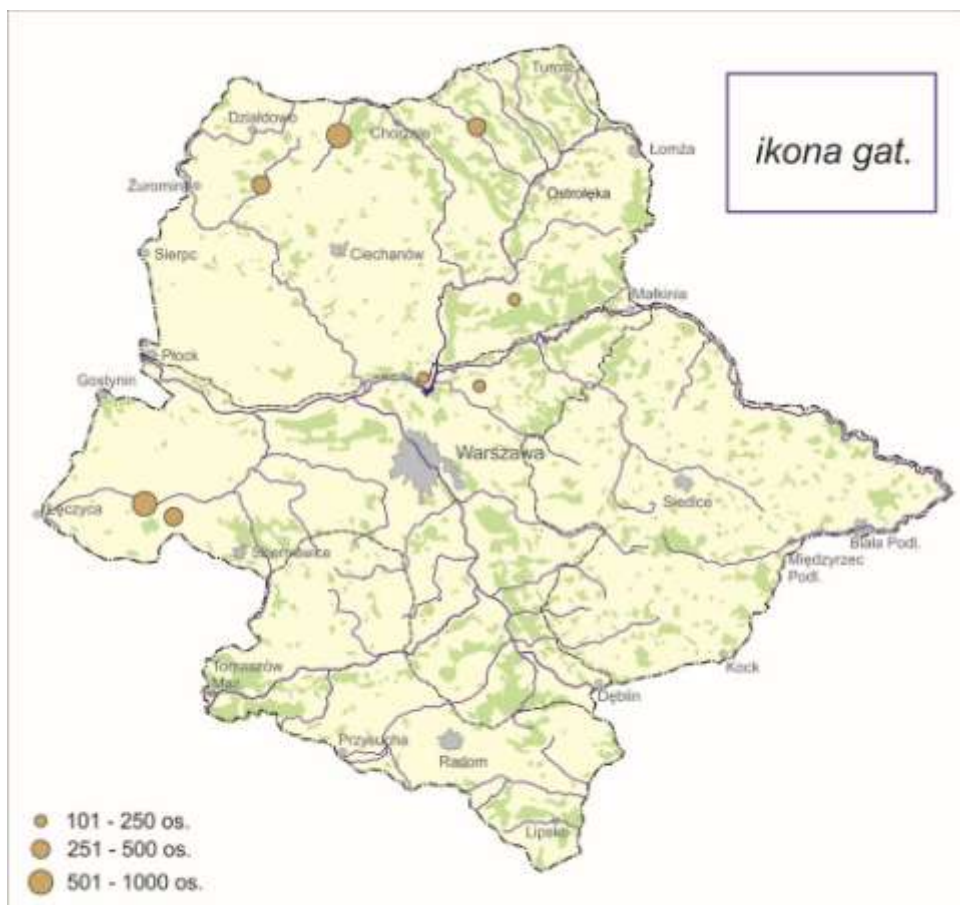 Turośl
Działdowo
Chorzele
ikona gat.
Łomża
Żuromin
Ostrołęka
Sierpc
Ciechanów
Małkinia
Płock
Gostynin
Warszawa
Siedlce
Łęczyca
Skierniewice
Biała Podl.
Międzyrzec
Podl.
Tomaszów
Maz.
Kock
Dęblin
Przysucha
Radom
101 - 250 os.
Lipsko
251 - 500 os.
501 - 1000 os.